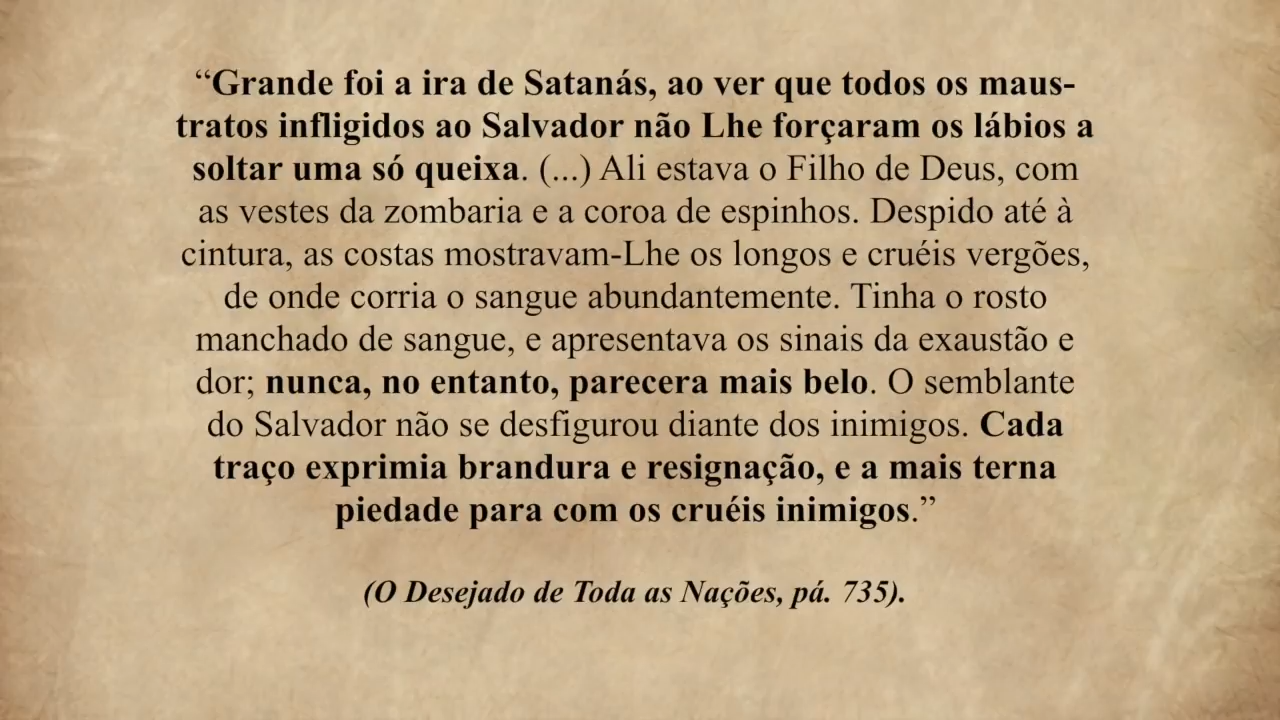 “Grande foi a ira de Satanás, ao ver que todos os maus-
tratos infligidos ao Salvador não Lhe forçaram os lábios a
soltar uma só queixa. (...) Ali estava o Filho de Deus, com
as vestes da zombaria e a coroa de espinhos. Despido até à
cintura, as costas mostravam-Lhe os longos e cruéis vergões,
de onde corria o sangue abundantemente. Tinha o rosto
manchado de sangue, e apresentava os sinais da exaustão e
dor; nunca, no entanto, parecera mais belo. O semblante
do Salvador não se desfigurou diante dos inimigos. Cada
traço exprimia brandura e resignação, e a mais terna
piedade para com os cruéis inimigos.”
(O Desejado de Toda as Nações, pá. 735).